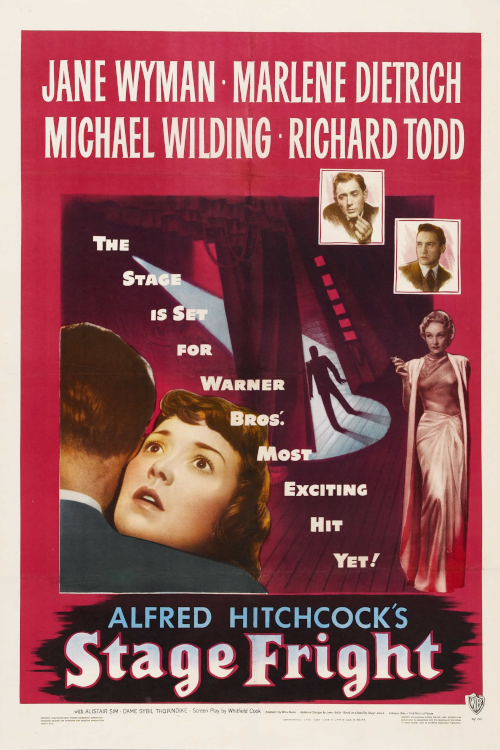 JANE WYMAN · MARLENE DIETRICH
MICHAEL WILDING · RICHARD TODD
THE
STAGE
IS SET
FOR
WARNER
BROS'.
MOST
EXCITING
HIT
YET!
ALFRED HITCHCOCK'S
Stage Fright
with ALISTAIR SIM · DAME SYBIL THORNDIKE · Screen Play by Whitfield Cook